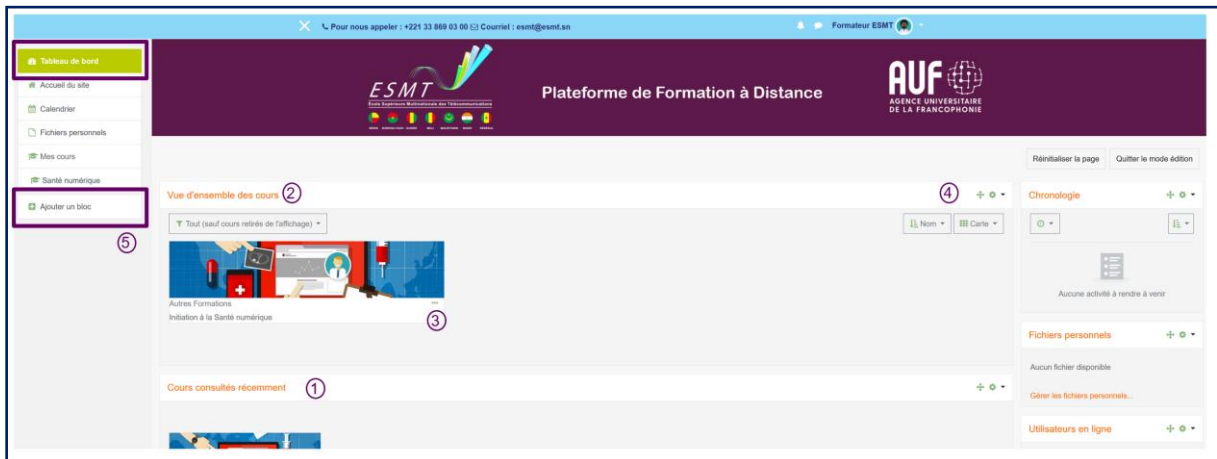 Pour nous appeler : +221 33 869 03 00 Courriel : esmt@esmt.sn
Formateur ESMT
Tableau de bord
Accueil du site
Calendrier
Fichiers personnels
Mes cours
Santé numérique
Ajouter un bloc
5
ESMT
Ecole Supérieure Multinationale des Télécommunications
Plateforme de Formation à Distance
AUF
AGENCE UNIVERSITAIRE
DE LA FRANCOPHONIE
Réinitialiser la page
Quitter le mode édition
Vue d'ensemble des cours 2
4
Tout (sauf cours retirés de l'affichage)
Nom
Carte
Autres Formations
Initiation à la Santé numérique
3
Cours consultés récemment 1
Chronologie
Aucune activité à rendre à venir
Fichiers personnels
Aucun fichier disponible
Gérer les fichiers personnels...
Utilisateurs en ligne